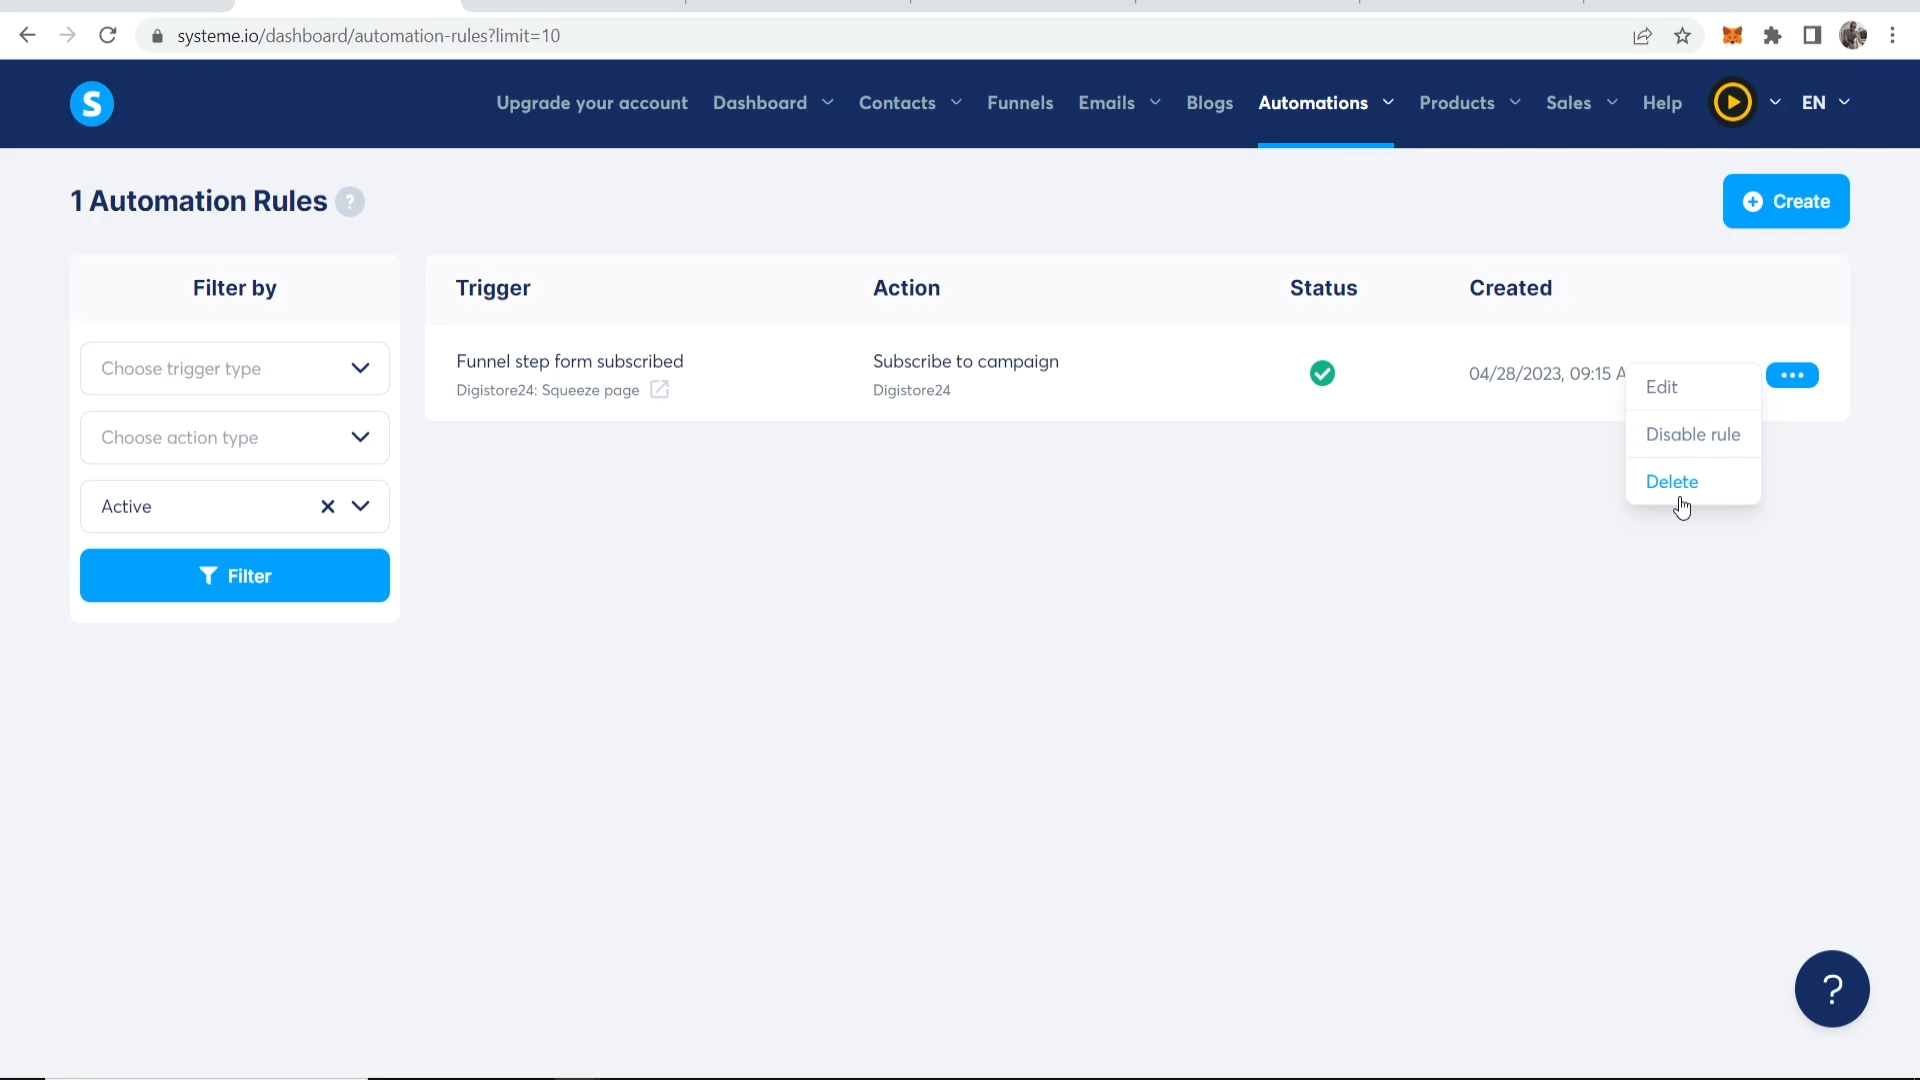 systeme.io/dashboard/automation-rules?limit=10
S
Upgrade your account Dashboard Contacts Funnels Emails Blogs Automations Products Sales Help EN
1 Automation Rules ?
Create
Filter by
Trigger Action Status Created
Choose trigger type
Funnel step form subscribed Subscribe to campaign
Digistore24: Squeeze page Digistore24
04/28/2023, 09:15 A
Edit
Choose action type
Disable rule
Delete
Active
Filter
?